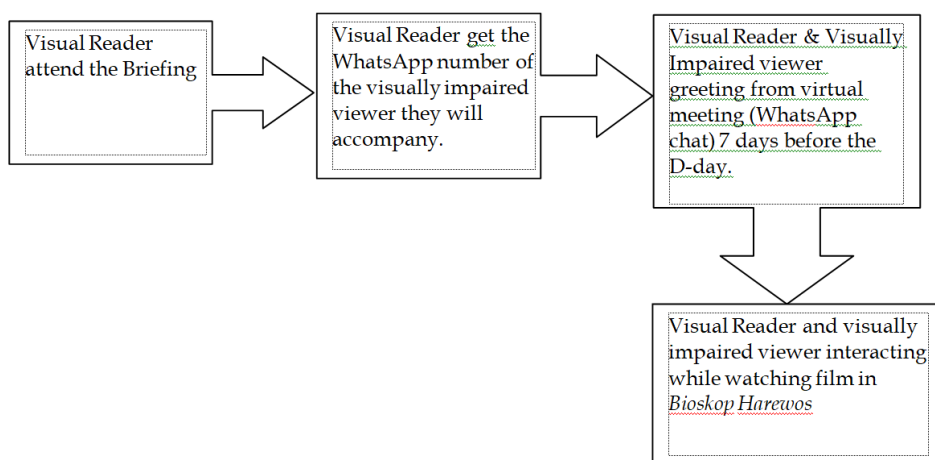 Visual Reader
attend the Briefing
Visual Reader get the
WhatsApp number of
the visually impaired
viewer they will
accompany.
Visual Reader & Visually
Impaired viewer
greeting from virtual
meeting (WhatsApp
chat) 7 days before the
D-day.
Visual Reader and visually
impaired viewer interacting
while watching film in
Bioskop Harewos